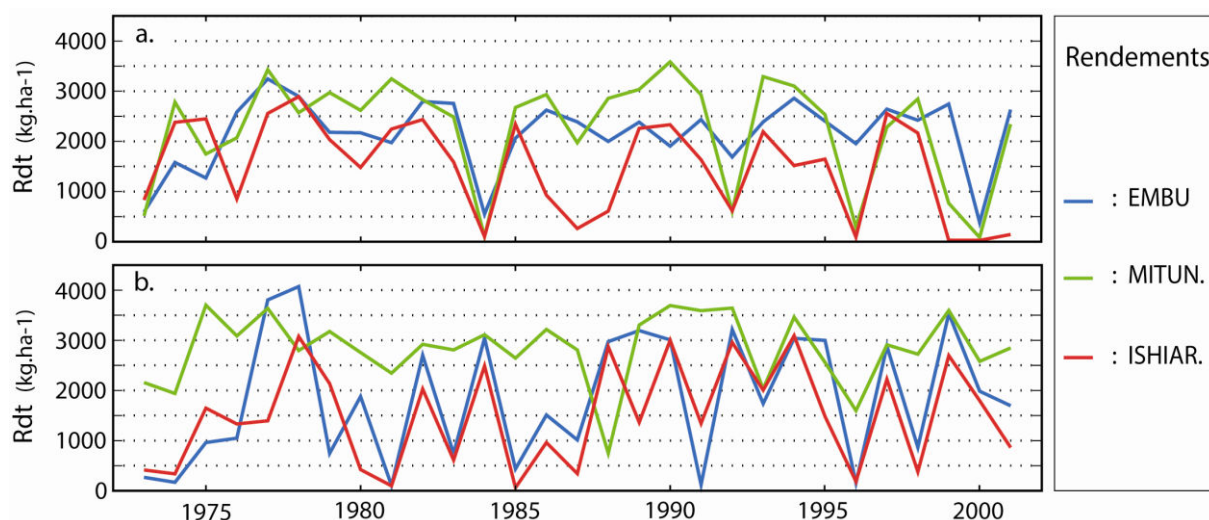 a.
4000
3000
2000
1000
0
Rdt (kg.ha-1)
b.
4000
3000
2000
1000
0
Rdt (kg.ha-1)
1975 1980 1985 1990 1995 2000
Rendements
: EMBU
: MITUN.
: ISHIAR.